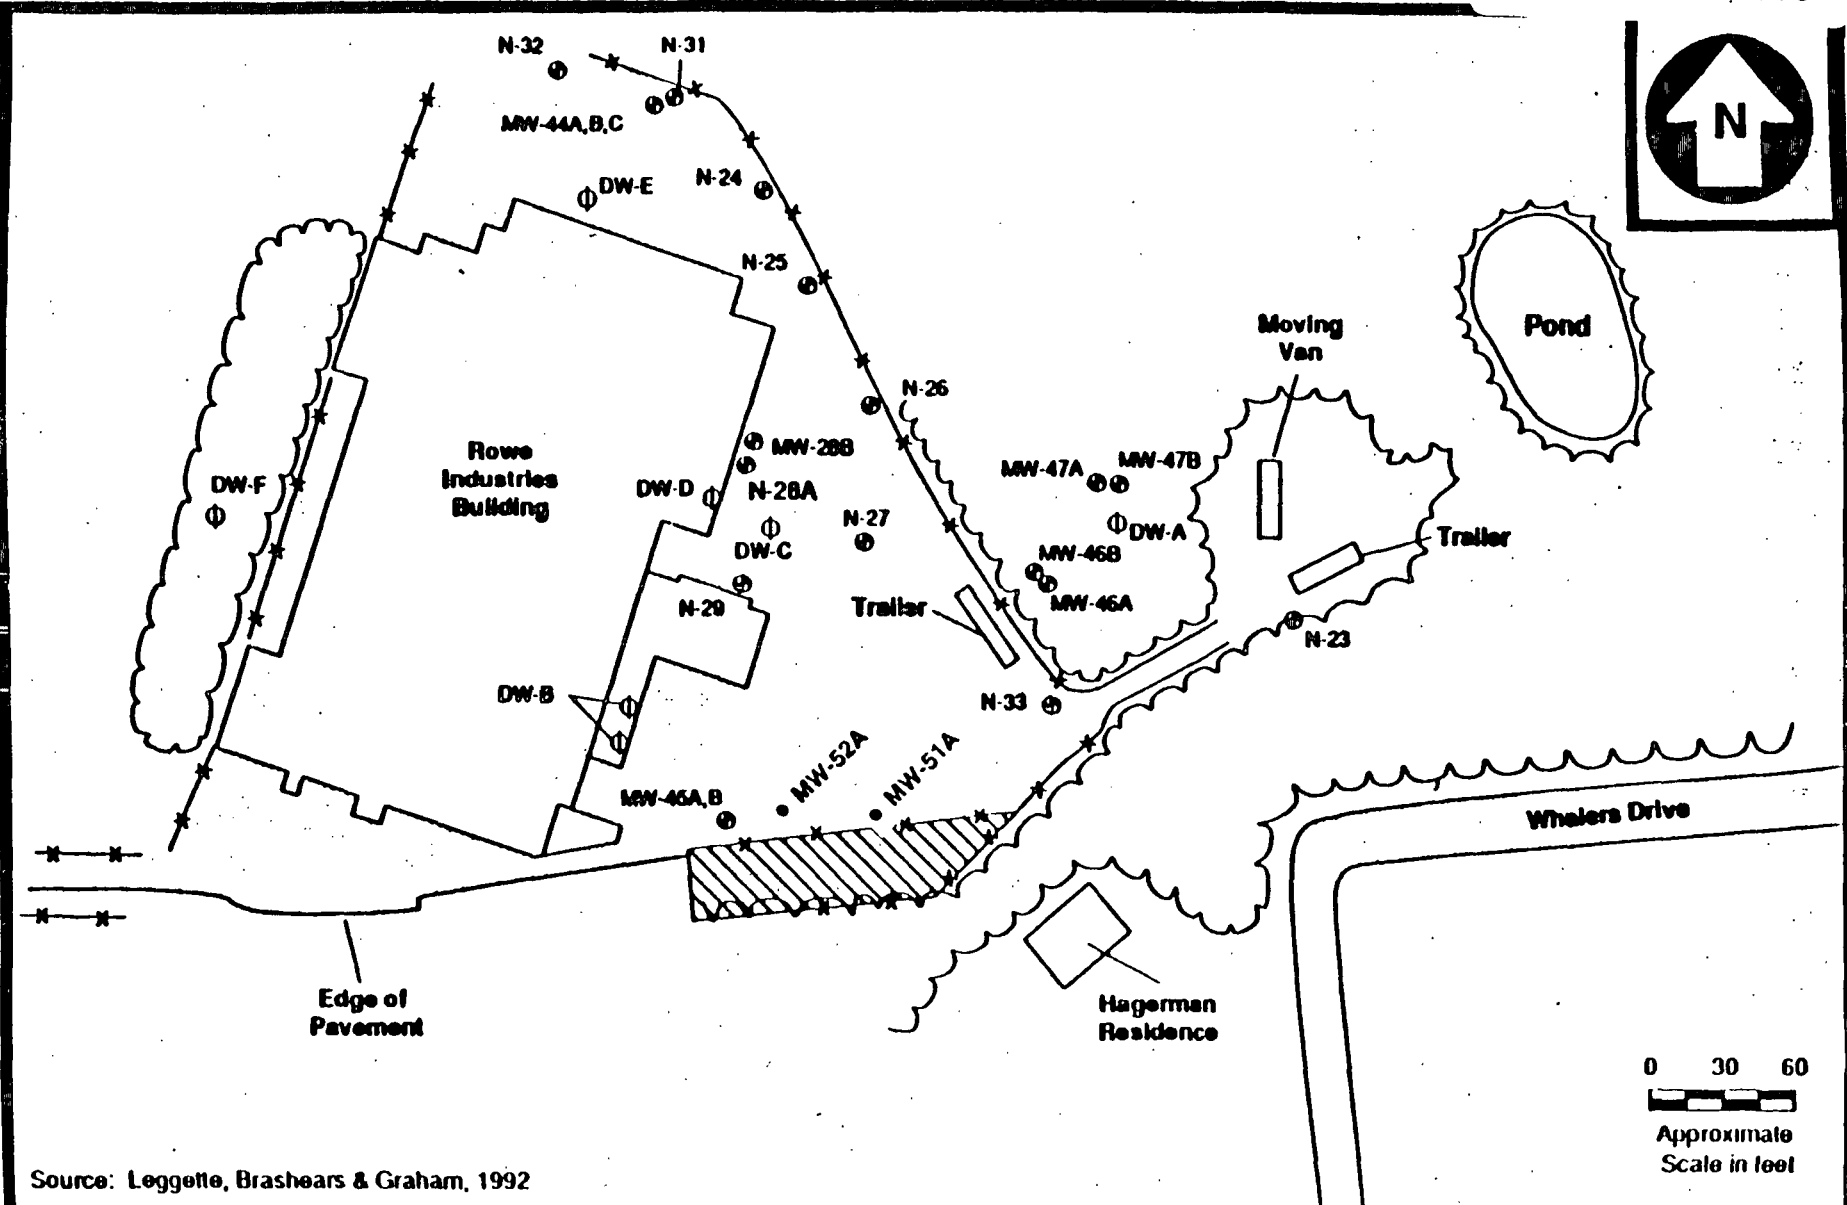 N-32
N-31
N
MW-44A,B,C
DW-E
N-24
N-25
Moving
Van
Pond
N-26
Rowe
Industries
Building
MW-28B
MW-47A
MW-47B
DW-F
DW-D
N-28A
N-27
DW-A
Trailer
DW-C
MW-46B
Trailer
N-29
MW-46A
N-23
DW-B
N-33
MW-52A
MW-51A
MW-45A,B
Whalers Drive
Edge of
Pavement
Hagerman
Residence
0 30 60
Approximate
Scale in feet
Source: Leggette, Brashears & Graham, 1992